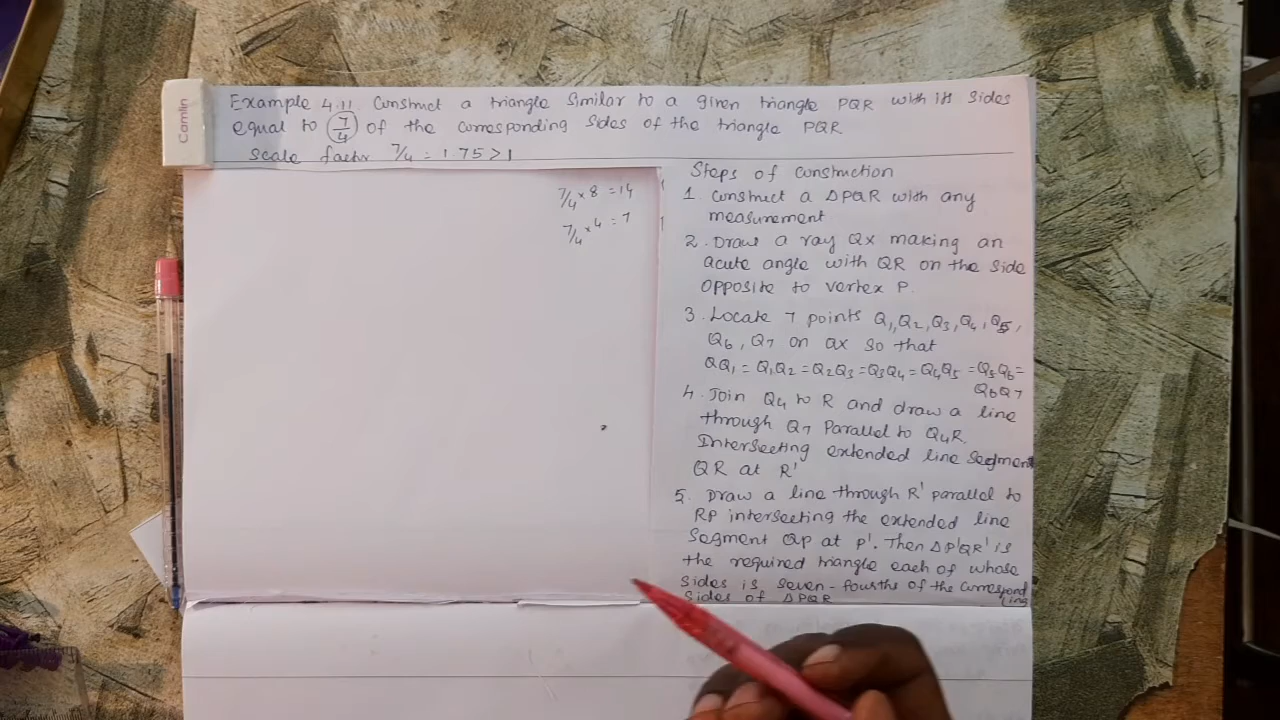 Camlin
Example 4.11. Construct a triangle similar to a given triangle PQR with its sides
equal to 7/4 of the corresponding sides of the triangle PQR.
Scale factor 7/4 = 1.75 > 1
7/4 × 8 = 14
7/4 × 4 = 7
Steps of construction
1 Construct a ΔPQR with any
measurement
2. Draw a ray QX making an
acute angle with QR on the side
opposite to vertex P.
3. Locate 7 points Q1, Q2, Q3, Q4, Q5,
Q6, Q7 on ax so that
QQ1 = Q1Q2 = Q2Q3 = Q3Q4 = Q4Q5 = Q5Q6 =
Q6Q7
4. Join Q4 to R and draw a line
through Q7 Parallel to Q4R.
Intersecting extended line segment
QR at R'
5. Draw a line through R' parallel to
RP intersecting the extended line
Segment QP at P'. Then ΔP'QR' is
the required triangle each of whose
sides is seven-fourths of the correspond
ing
sides of ΔPQR